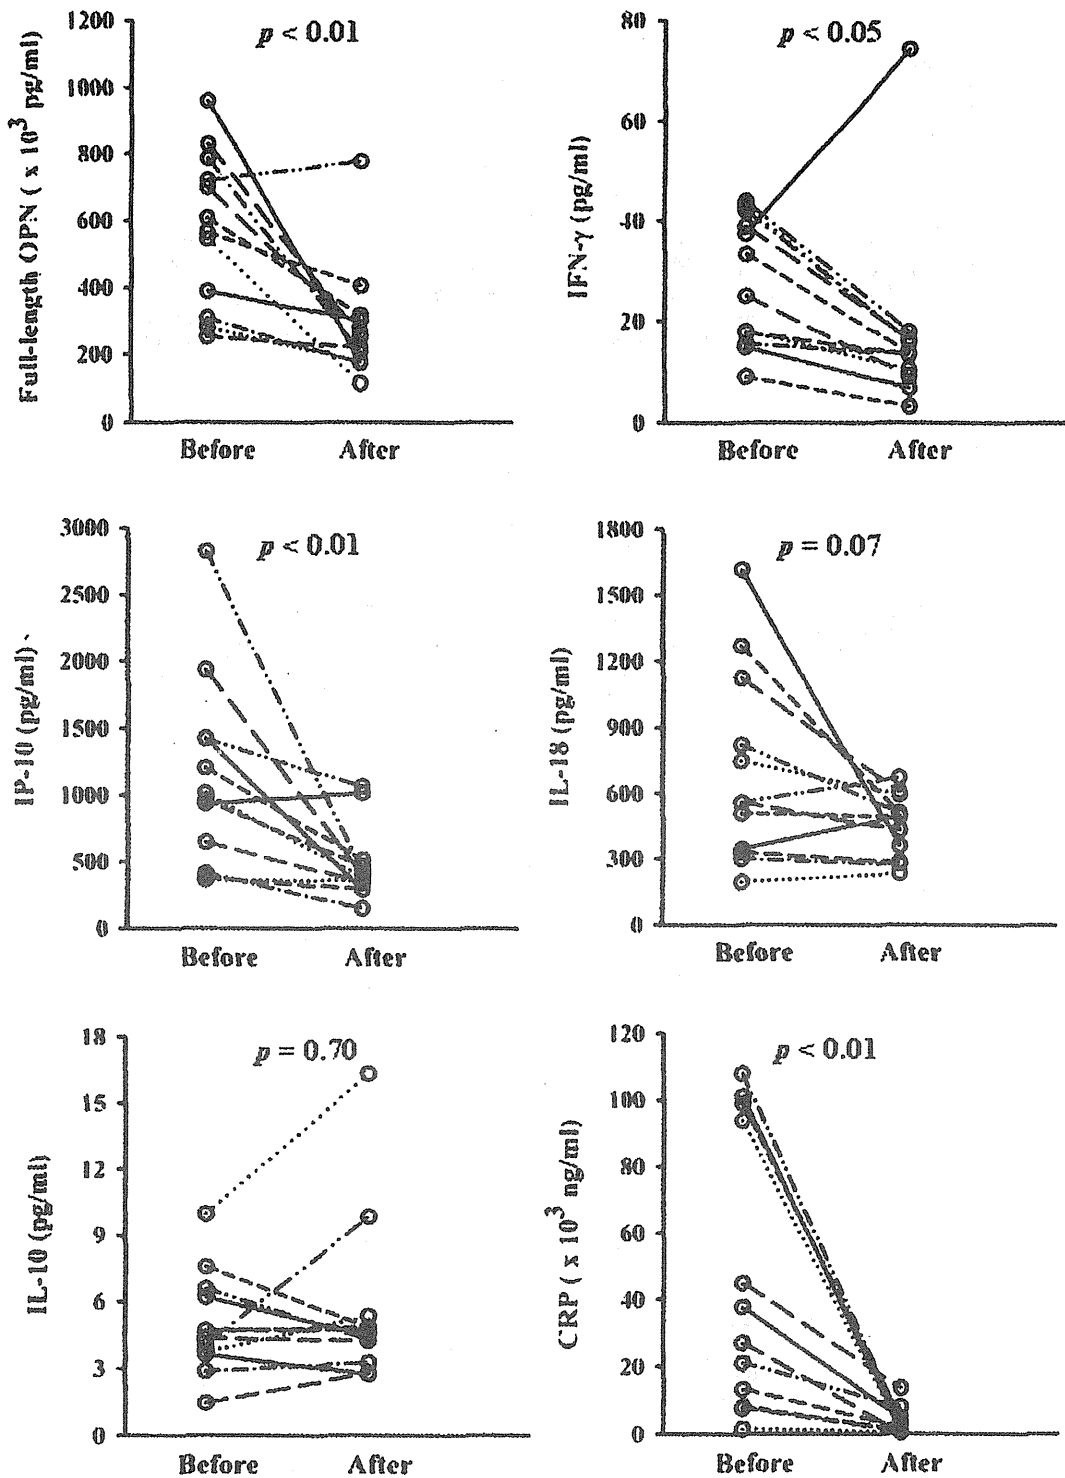 Full-length OPN ( x 10³ pg/ml)
1200
1000
800
600
400
200
0
p < 0.01
Before After
IFN-γ (pg/ml)
80
60
40
20
0
p < 0.05
Before After
IP-10 (pg/ml)
3000
2500
2000
1500
1000
500
0
p < 0.01
Before After
IL-18 (pg/ml)
1800
1500
1200
900
600
300
0
p = 0.07
Before After
IL-10 (pg/ml)
18
15
12
9
6
3
0
p = 0.70
Before After
CRP ( x 10³ ng/ml)
120
100
80
60
40
20
0
p < 0.01
Before After